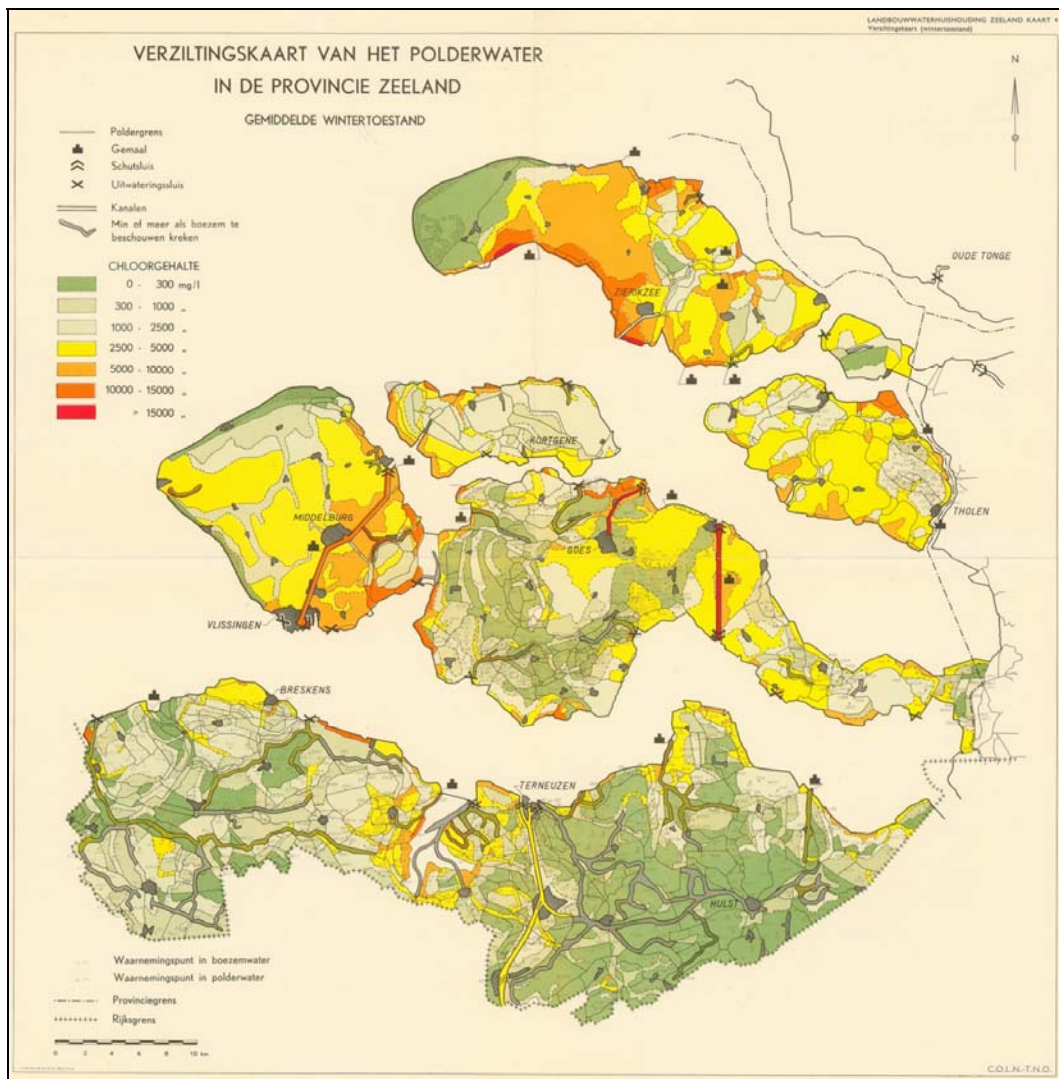 LANDBOUWWATERHUISHOUDING ZEELAND KAART 4
Verziltingskaart (wintertoestand)
VERZILTINGSKAART VAN HET POLDERWATER
IN DE PROVINCIE ZEELAND
GEMIDDELDE WINTERTOESTAND
N
Poldergrens
Gemaal
Schutsluis
Uitwateringssluis
Kanalen
Min of meer als boezem te
beschouwen kreken
CHLOORGEHALTE
0 - 300 mg/l
300 - 1000 „
1000 - 2500 „
2500 - 5000 „
5000 - 10000 „
10000 - 15000 „
> 15000 „
OUDE TONGE
ZIERIKZEE
KORTGENE
MIDDELBURG
GOES
THOLEN
VLISSINGEN
BRESKENS
TERNEUZEN
HULST
Waarnemingspunt in boezemwater
Waarnemingspunt in polderwater
Provinciegrens
Rijksgrens
0 2 4 6 8 10 km
C.O.L.N.-T.N.O.